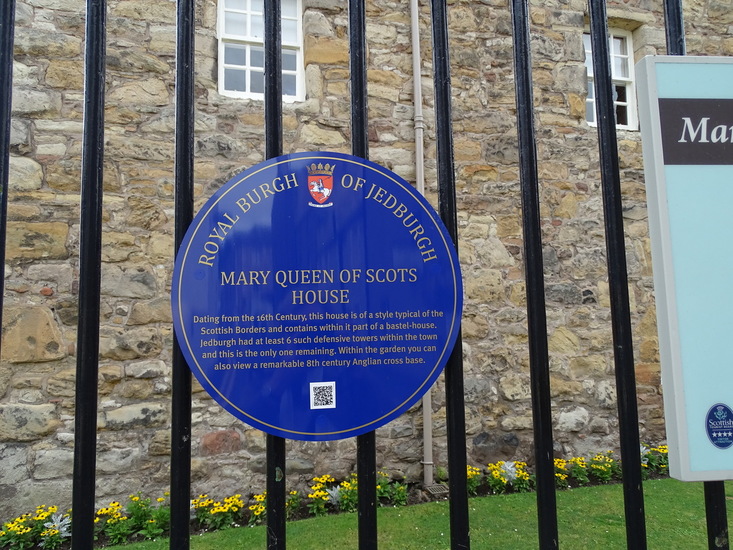 ROYAL BURGH OF JEDBURGH
MARY QUEEN OF SCOTS
HOUSE
Dating from the 16th Century, this house is of a style typical of the
Scottish Borders and contains within it part of a bastel-house.
Jedburgh had at least 6 such defensive towers within the town
and this is the only one remaining. Within the garden you can
also view a remarkable 8th century Anglian cross base.
Mar
Scottish